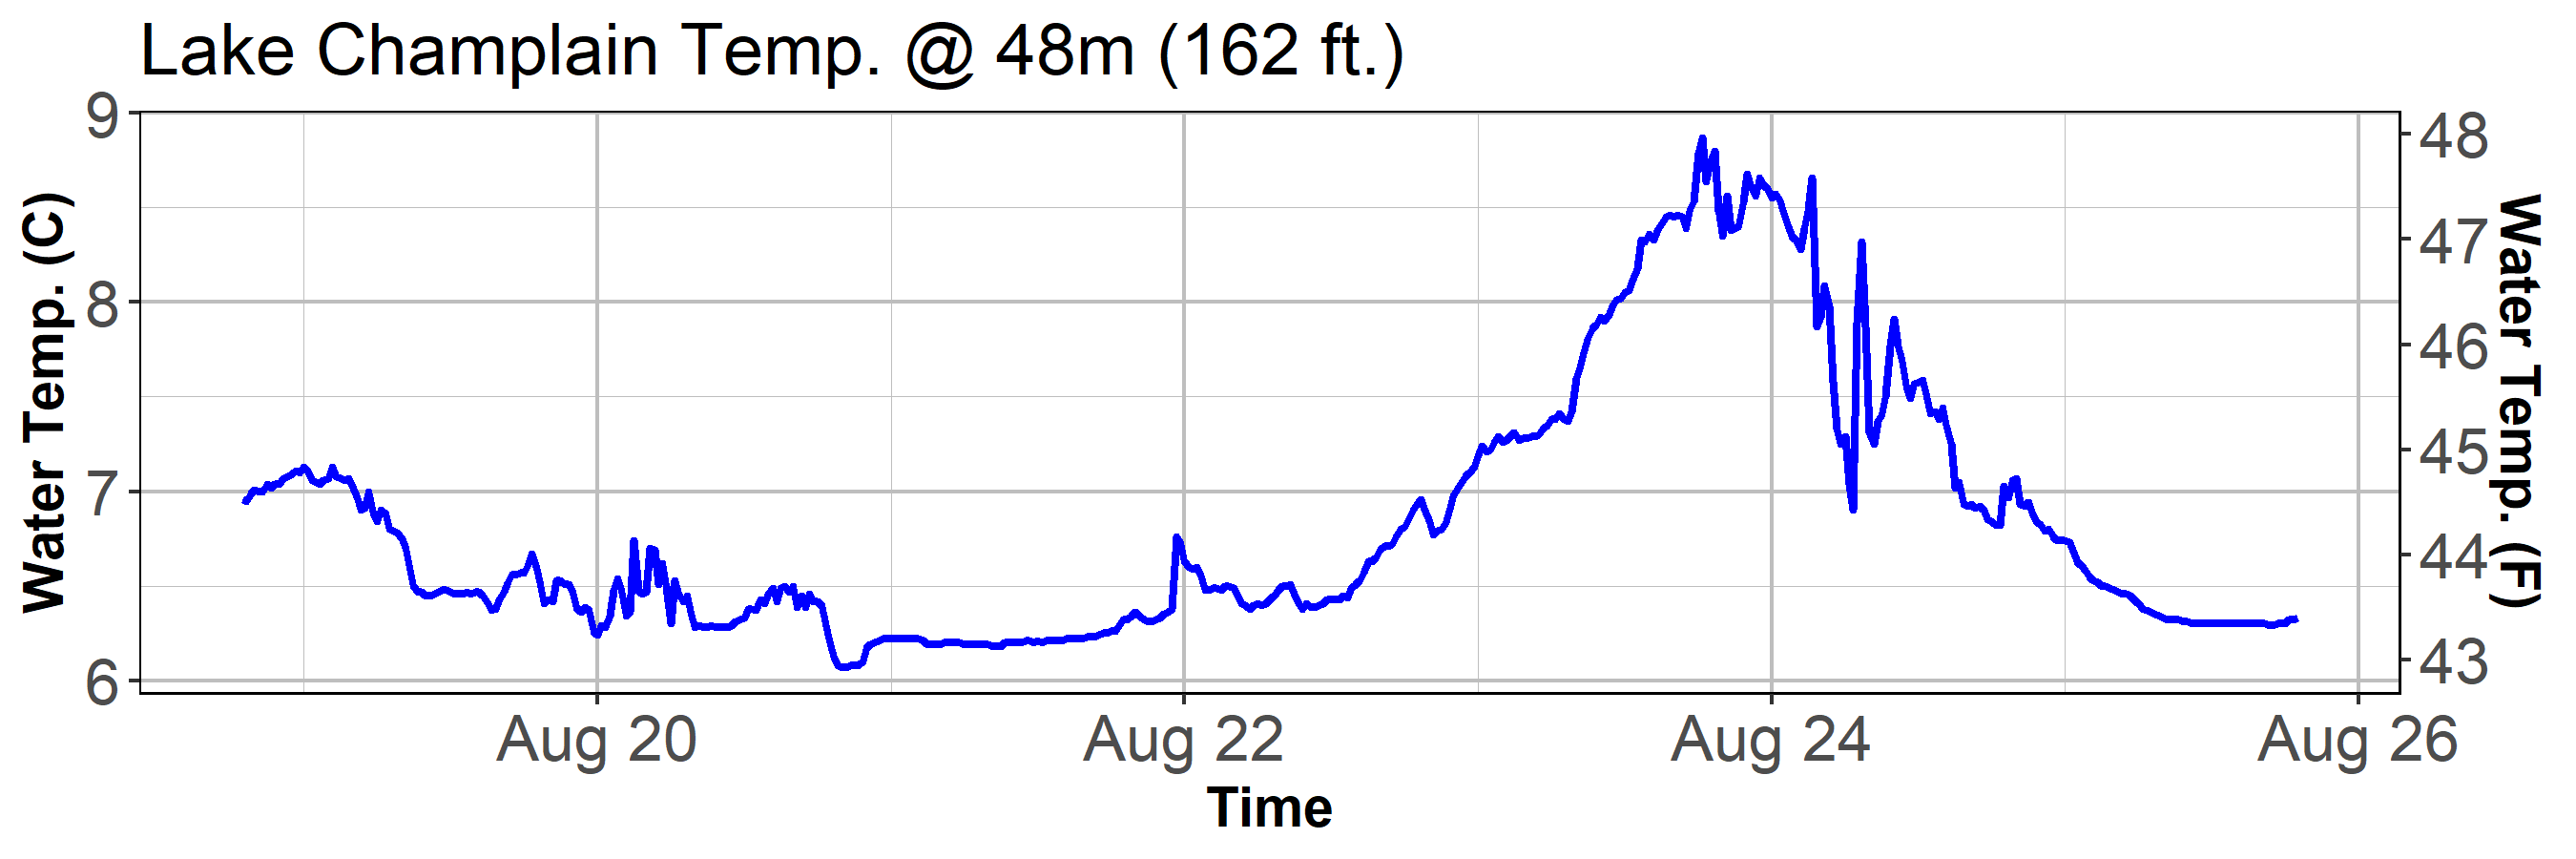 Lake Champlain Temp. @ 48m (162 ft.)
Water Temp. (C)
9
8
7
6
48
47
46
45
44
43
Water Temp. (F)
Aug 20
Aug 22
Aug 24
Aug 26
Time